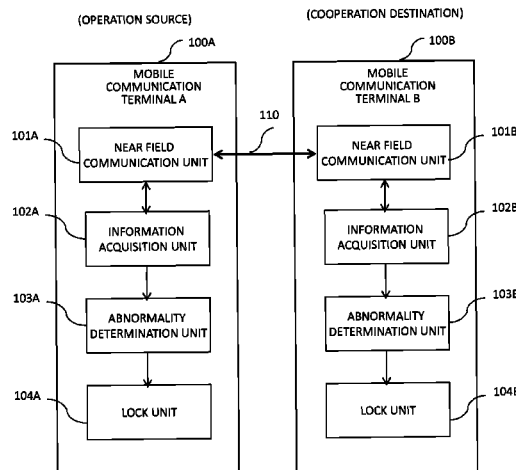 (OPERATION SOURCE)
(COOPERATION DESTINATION)
100A
100B
MOBILE
COMMUNICATION
TERMINAL A
MOBILE
COMMUNICATION
TERMINAL B
110
101A
NEAR FIELD
COMMUNICATION UNIT
NEAR FIELD
COMMUNICATION UNIT
101B
102A
INFORMATION
ACQUISITION UNIT
INFORMATION
ACQUISITION UNIT
102B
103A
ABNORMALITY
DETERMINATION UNIT
ABNORMALITY
DETERMINATION UNIT
103B
104A
LOCK UNIT
LOCK UNIT
104B